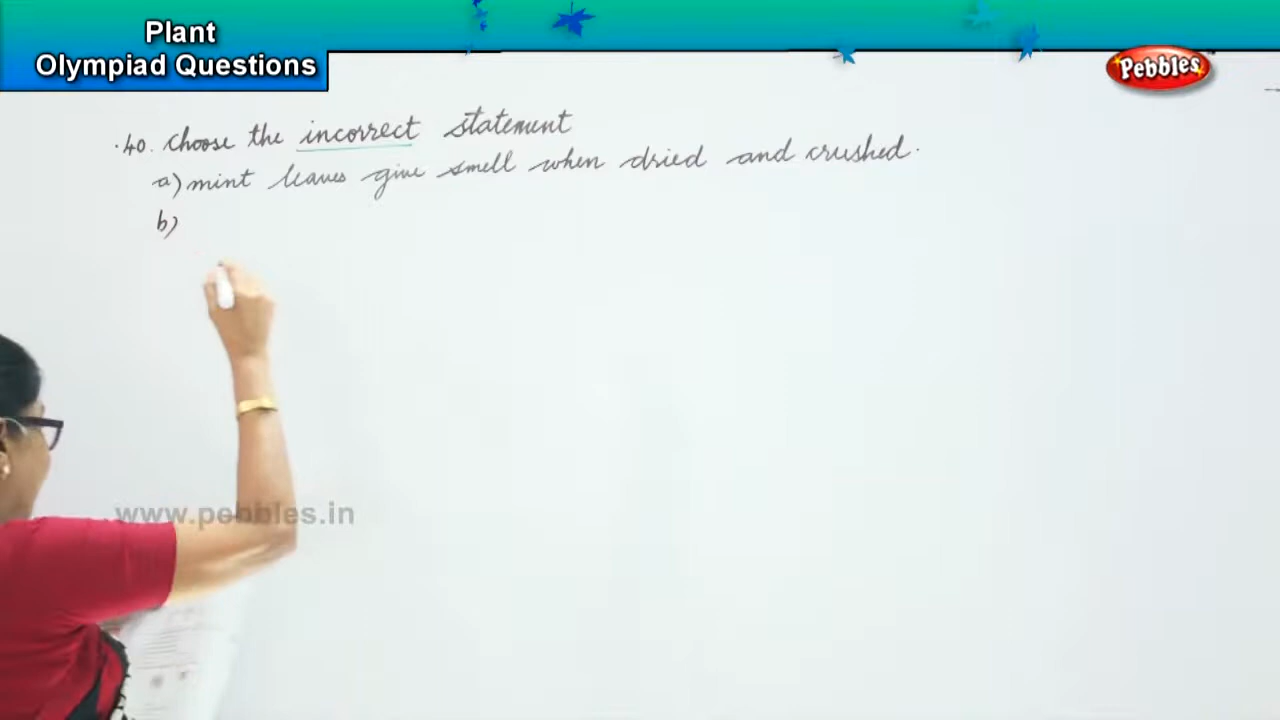 Plant
Olympiad Questions
Pebbles
.40. Choose the incorrect statement
a) mint leaves give smell when dried and crushed.
b)
www.pebbles.in